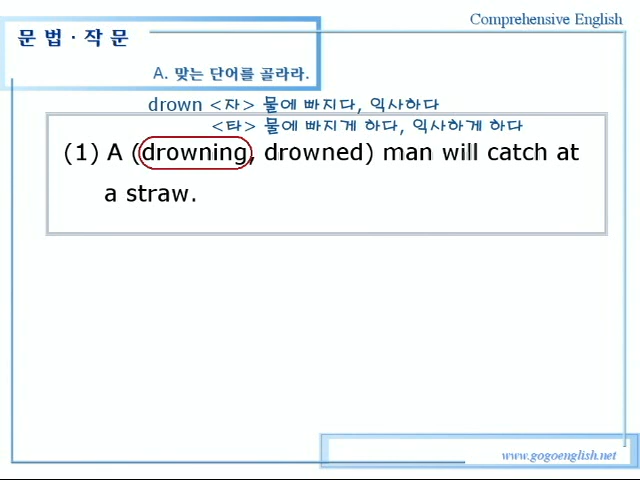 Comprehensive English
문 법 · 작 문
A. 맞는 단어를 골라라.
drown <자> 물에 빠지다, 익사하다
<타> 물에 빠지게 하다, 익사하게 하다
(1) A (drowning, drowned) man will catch at
a straw.
www.gogoenglish.net